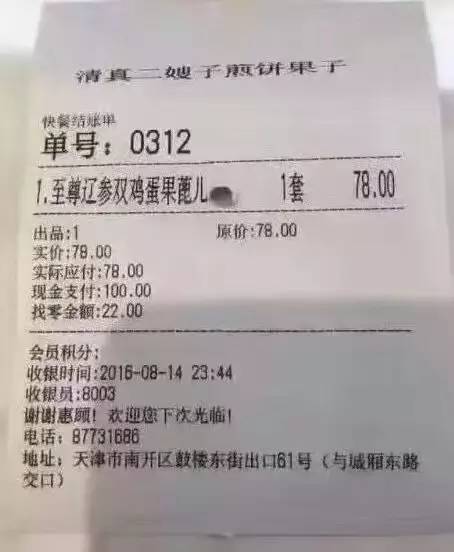 清真二嫂子煎饼果子
快餐结账单
单号：0312
1.至尊辽参双鸡蛋果蓖儿 1套 78.00
出品:1 原价:78.00
实价:78.00
实际应付:78.00
现金支付:100.00
找零金额:22.00
会员积分:
收银时间:2016-08-14 23:44
收银员:8003
谢谢惠顾！欢迎您下次光临！
电话：87731686
地址：天津市南开区鼓楼东街出口61号（与城厢东路
交口）